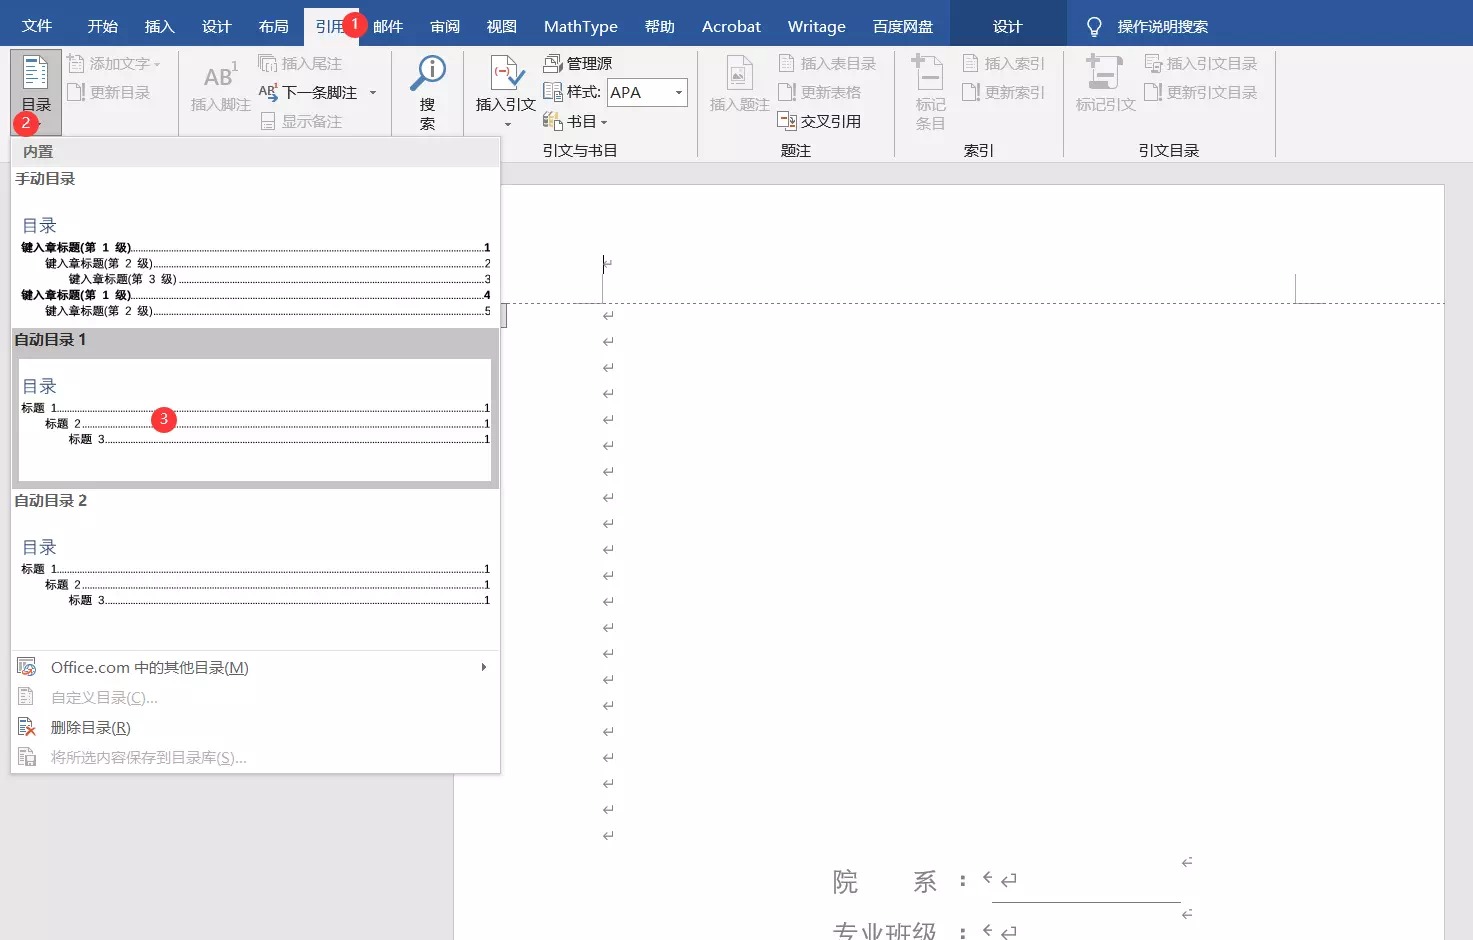 文件 开始 插入 设计 布局 引用 1 邮件 审阅 视图 MathType 帮助 Acrobat Writage 百度网盘 设计 操作说明搜索
目录
2
添加文字
更新目录
AB1
插入脚注
插入尾注
AB1 下一条脚注
显示备注
搜
索
插入引文
管理源
样式: APA
书目
引文与书目
插入题注
插入表目录
更新表格
交叉引用
题注
标记
条目
插入索引
更新索引
索引
标记引文
插入引文目录
更新引文目录
引文目录
内置
手动目录
目录
键入章标题(第 1 级)........1
键入章标题(第 2 级)........2
键入章标题(第 3 级)........3
键入章标题(第 1 级)........4
键入章标题(第 2 级)........5
自动目录 1
目录
标题 1........1
3
标题 2........1
标题 3........1
自动目录 2
目录
标题 1........1
标题 2........1
标题 3........1
Office.com 中的其他目录(M)
自定义目录(C)...
删除目录(R)
将所选内容保存到目录库(S)...
院 系 :
专业班级 :